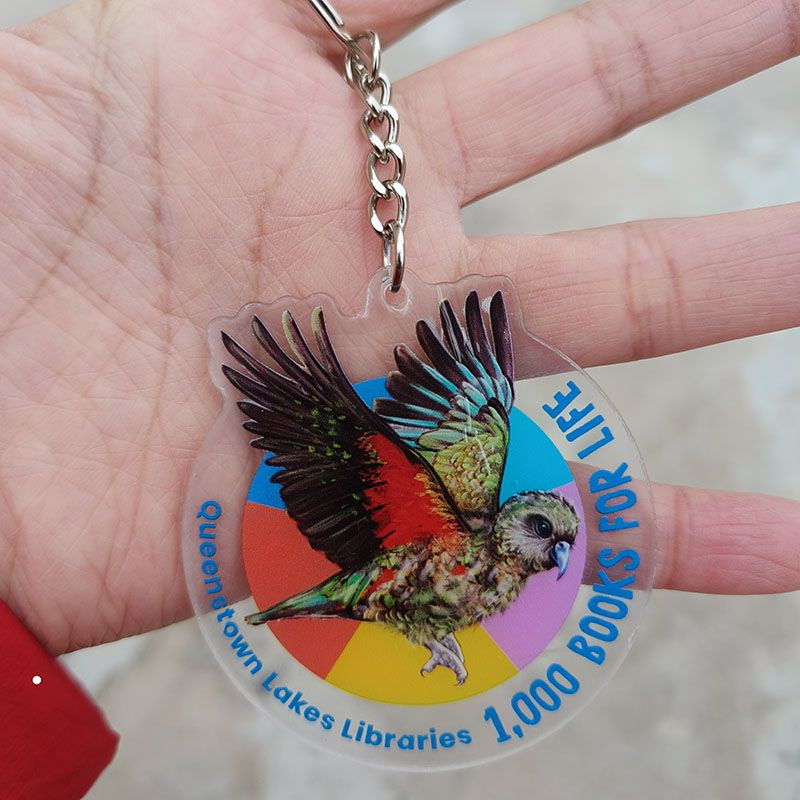 Queenstown Lakes Libraries
1,000 BOOKS FOR LIFE